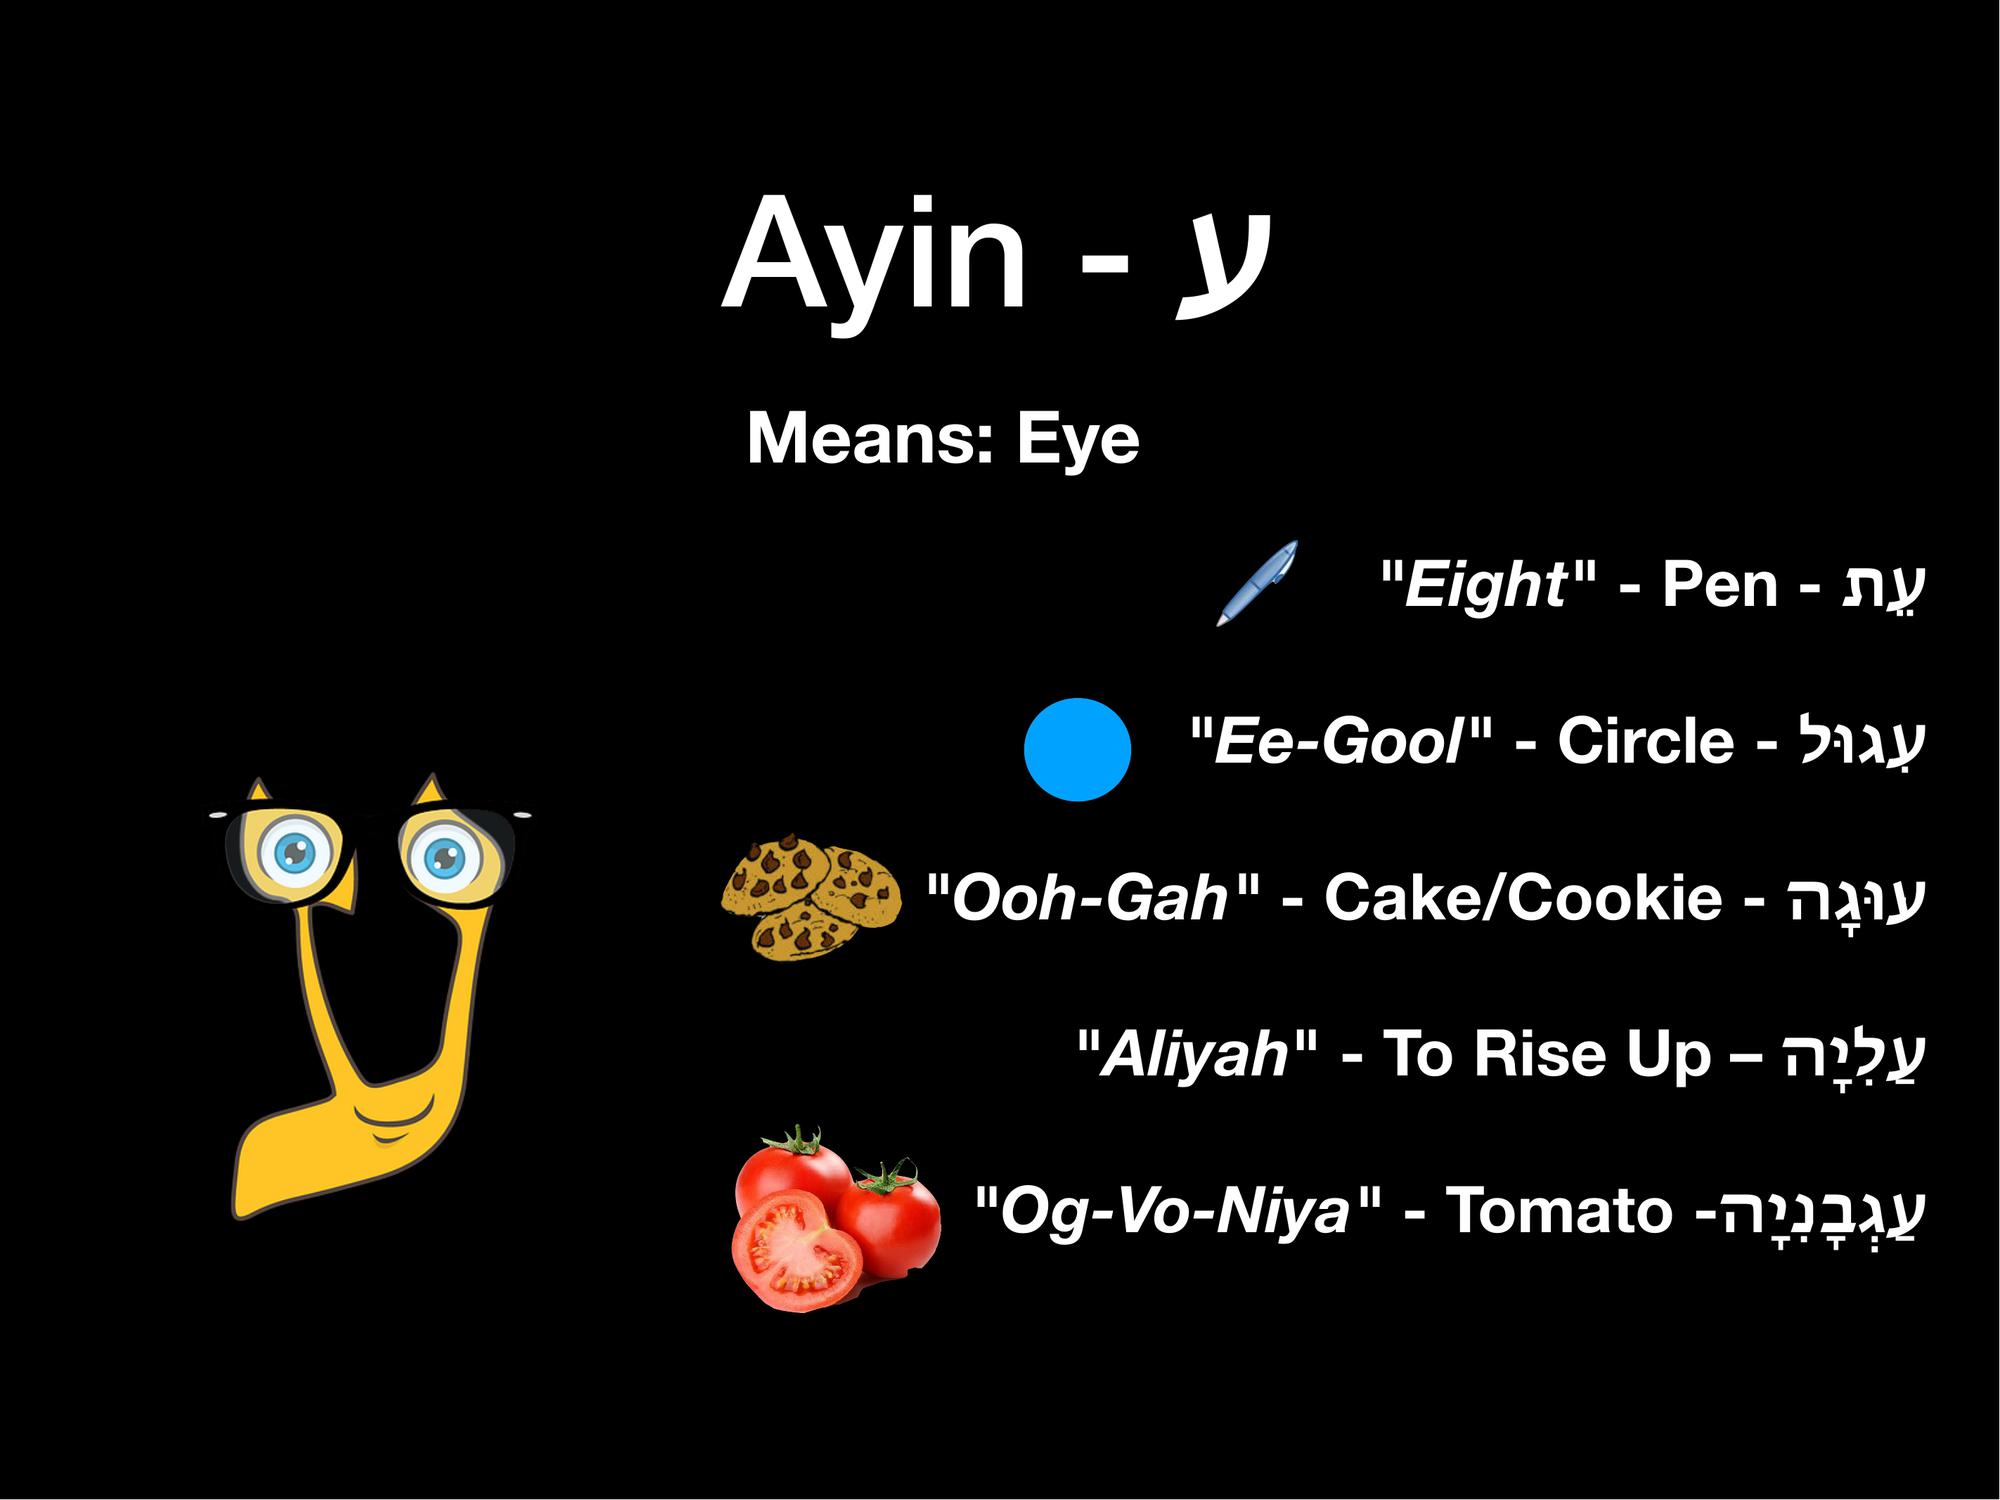 Ayin - ע
Means: Eye
"Eight" - Pen - עֵת
"Ee-Gool" - Circle - עִגוּל
"Ooh-Gah" - Cake/Cookie - עוּגָה
"Aliyah" - To Rise Up – עַלִיָה
"Og-Vo-Niya" - Tomato -עַגְבָנִיָה